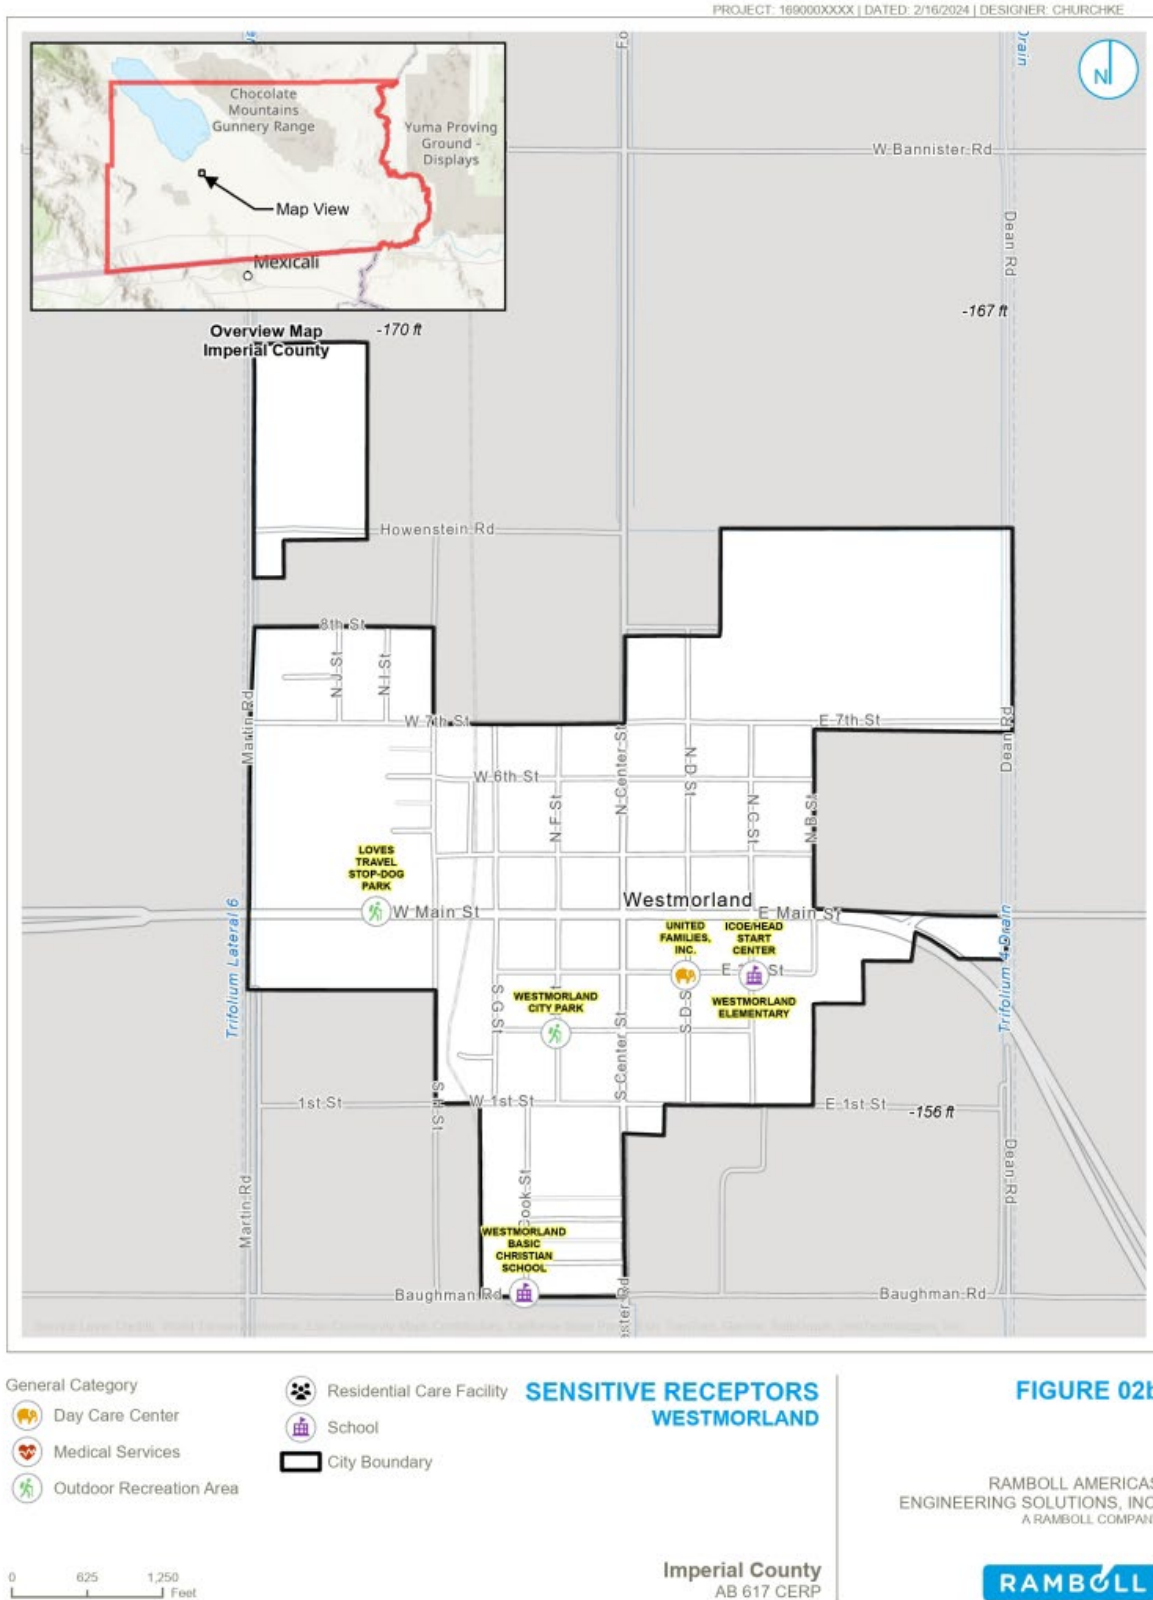 PROJECT: 169000XXXX | DATED: 2/16/2024 | DESIGNER: CHURCHKE
Drain
N
Chocolate
Mountains
Gunnery Range
Yuma Proving
Ground -
Displays
Map View
Mexicali
Overview Map
Imperial County
W Bannister Rd
Dean Rd
-170 ft
-167 ft
Howenstein Rd
8th St
N J St
N I St
Martin Rd
W 7th St
E 7th St
Dean Rd
W 6th St
N F St
N Center St
N D St
N C St
N B St
LOVES
TRAVEL
STOP-DOG
PARK
W Main St
Westmorland
E Main St
Trifolium Lateral 6
UNITED
FAMILIES,
INC.
ICOE/HEAD
START
CENTER
E St
WESTMORLAND
ELEMENTARY
WESTMORLAND
CITY PARK
S G St
S Center St
S D S
Trifolium 4 Drain
1st St
S H St
W 1st St
E 1st St
-156 ft
Martin Rd
Cook St
Dean Rd
WESTMORLAND
BASIC
CHRISTIAN
SCHOOL
Baughman Rd
Baughman Rd
General Category
Day Care Center
Medical Services
Outdoor Recreation Area
Residential Care Facility
School
City Boundary
0 625 1,250
Feet
SENSITIVE RECEPTORS
WESTMORLAND
Imperial County
AB 617 CERP
FIGURE 02b
RAMBOLL AMERICAS
ENGINEERING SOLUTIONS, INC
A RAMBOLL COMPANY
RAMBOLL